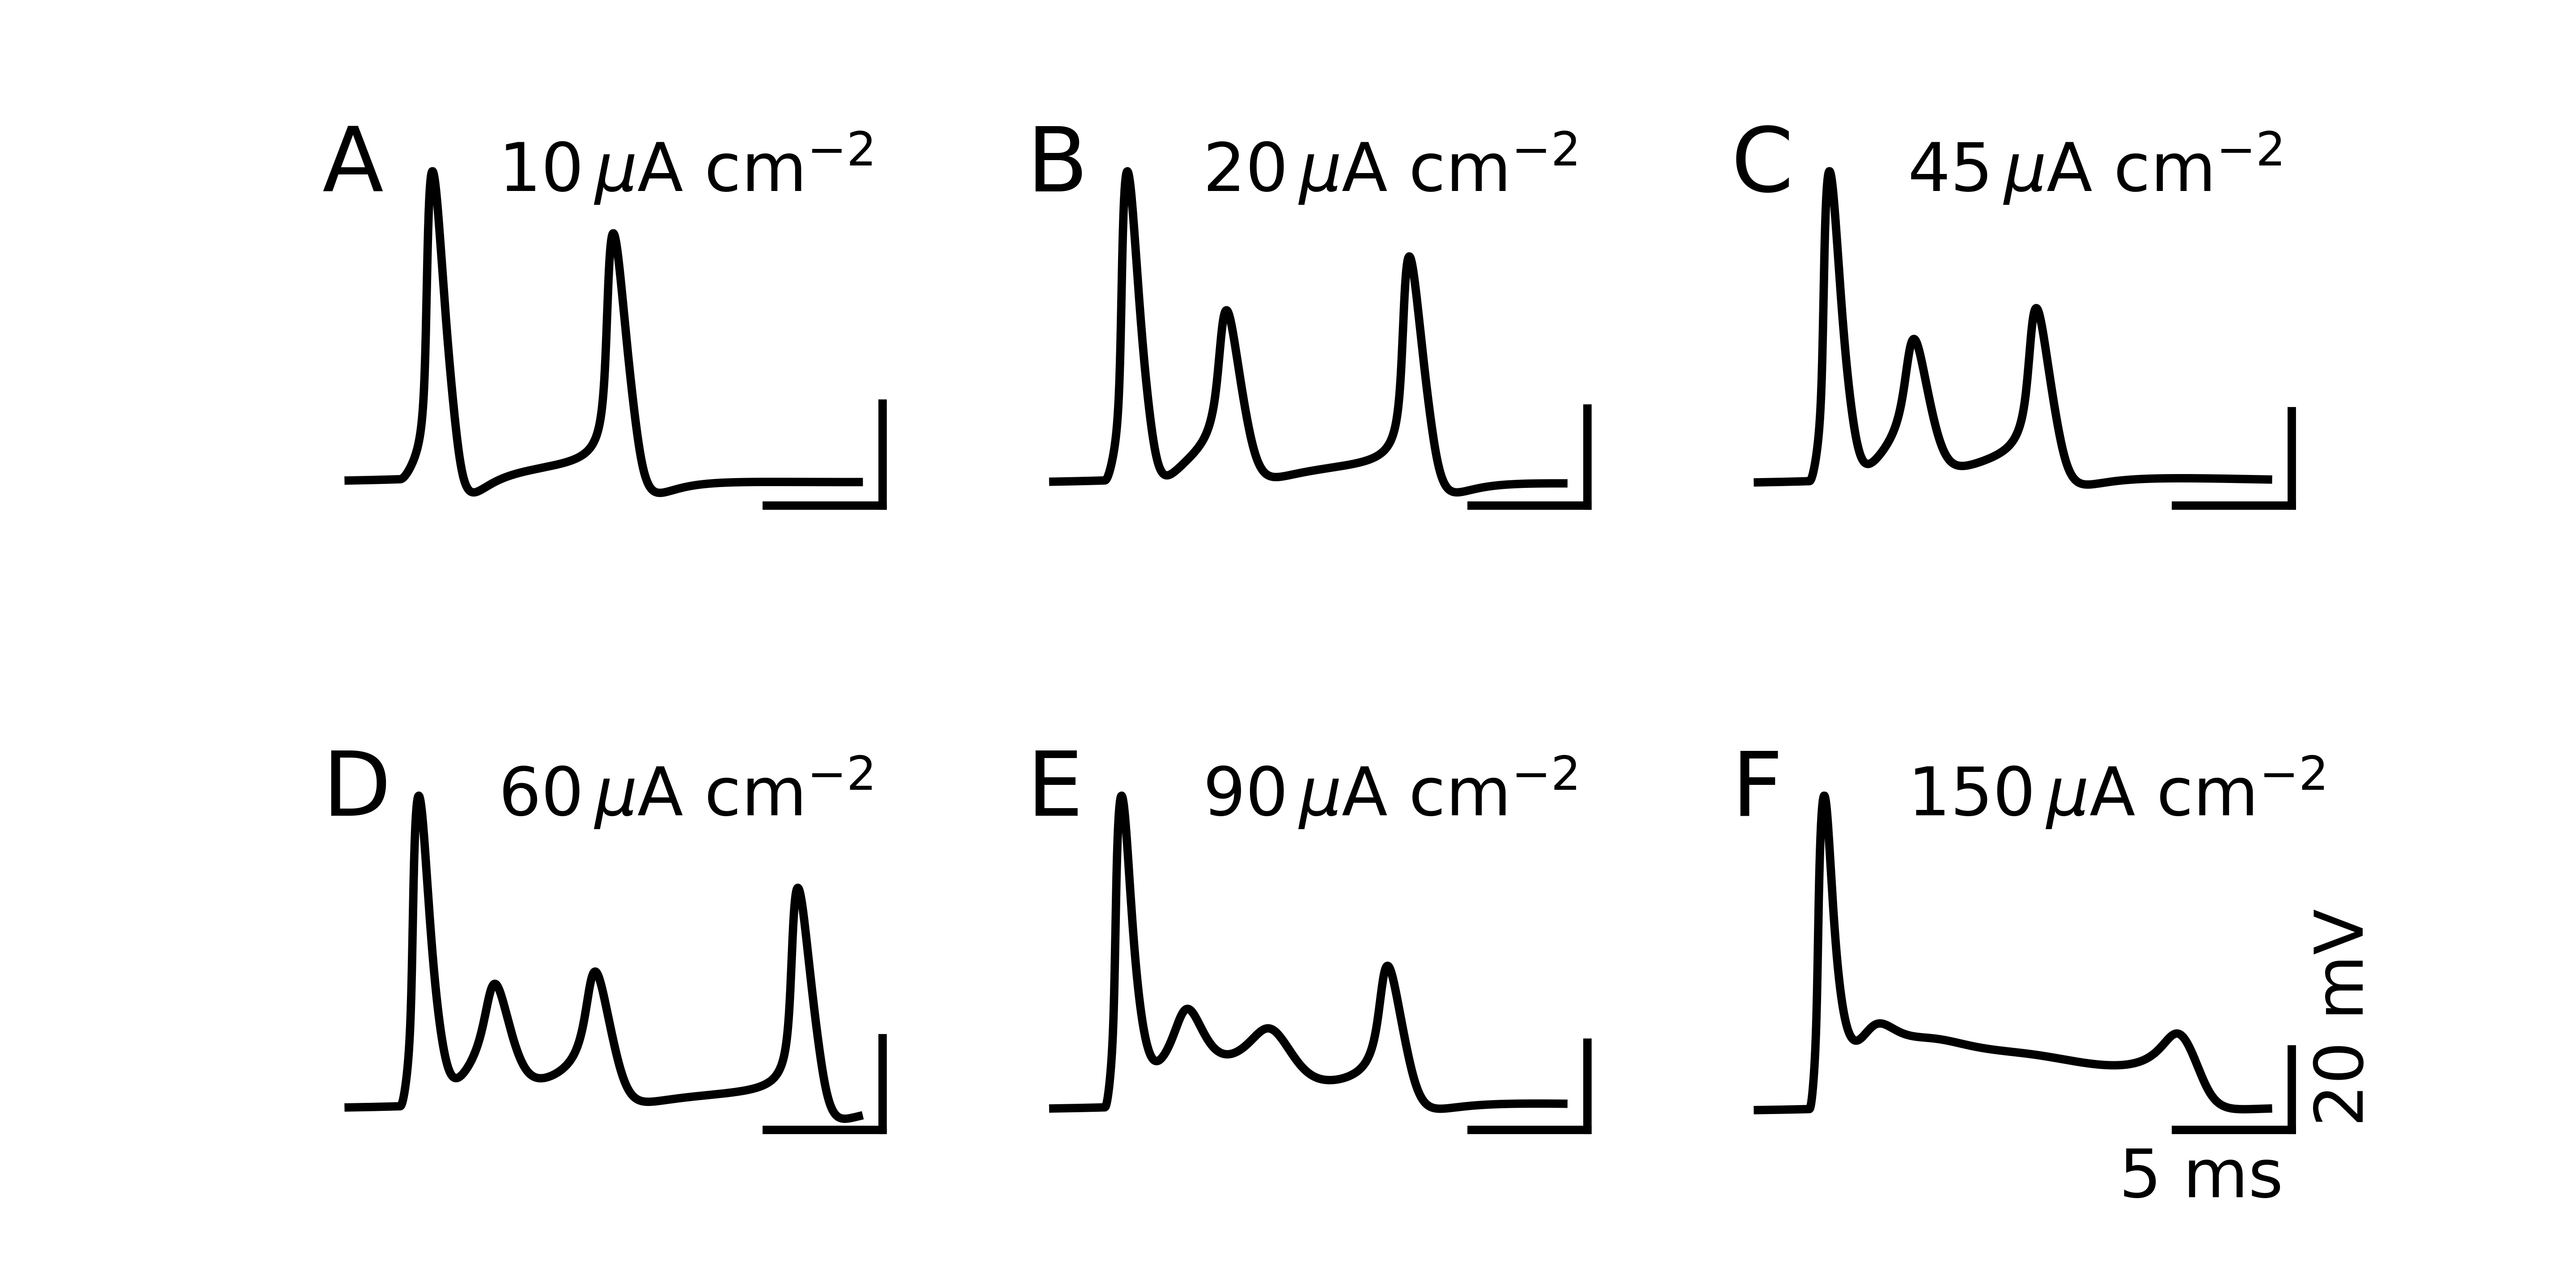 A 10 μA cm⁻²
B 20 μA cm⁻²
C 45 μA cm⁻²
D 60 μA cm⁻²
E 90 μA cm⁻²
F 150 μA cm⁻²
20 mV
5 ms